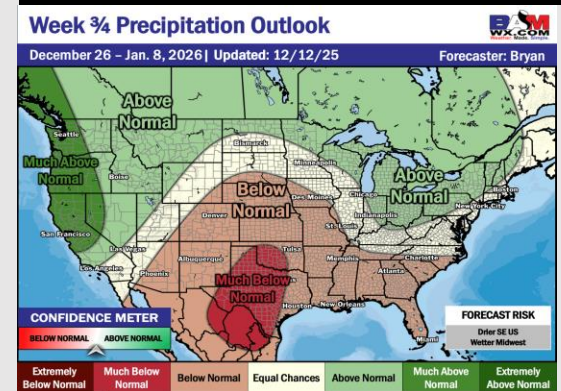 Week ¾ Precipitation Outlook
BAM
WX.COM
Weather Made Simple.
December 26 – Jan. 8, 2026| Updated: 12/12/25
Forecaster: Bryan
Above
Normal
Seattle
Bismarck
Much Above
Normal
Boise
Minneapolis
Above
Normal
Boston
Chicago
New York City
Below
Normal
Des Moines
Denver
Indianapolis
San Francisco
St. Louis
Las Vegas
Los Angeles
Albuquerque
Tulsa
Memphis
Charlotte
Phoenix
Atlanta
Much Below
Normal
Houston
New Orleans
Miami
CONFIDENCE METER
BELOW NORMAL
ABOVE NORMAL
FORECAST RISK
Drier SE US
Wetter Midwest
Extremely
Below Normal
Much Below
Normal
Below Normal
Equal Chances
Above Normal
Much Above
Normal
Extremely
Above Normal